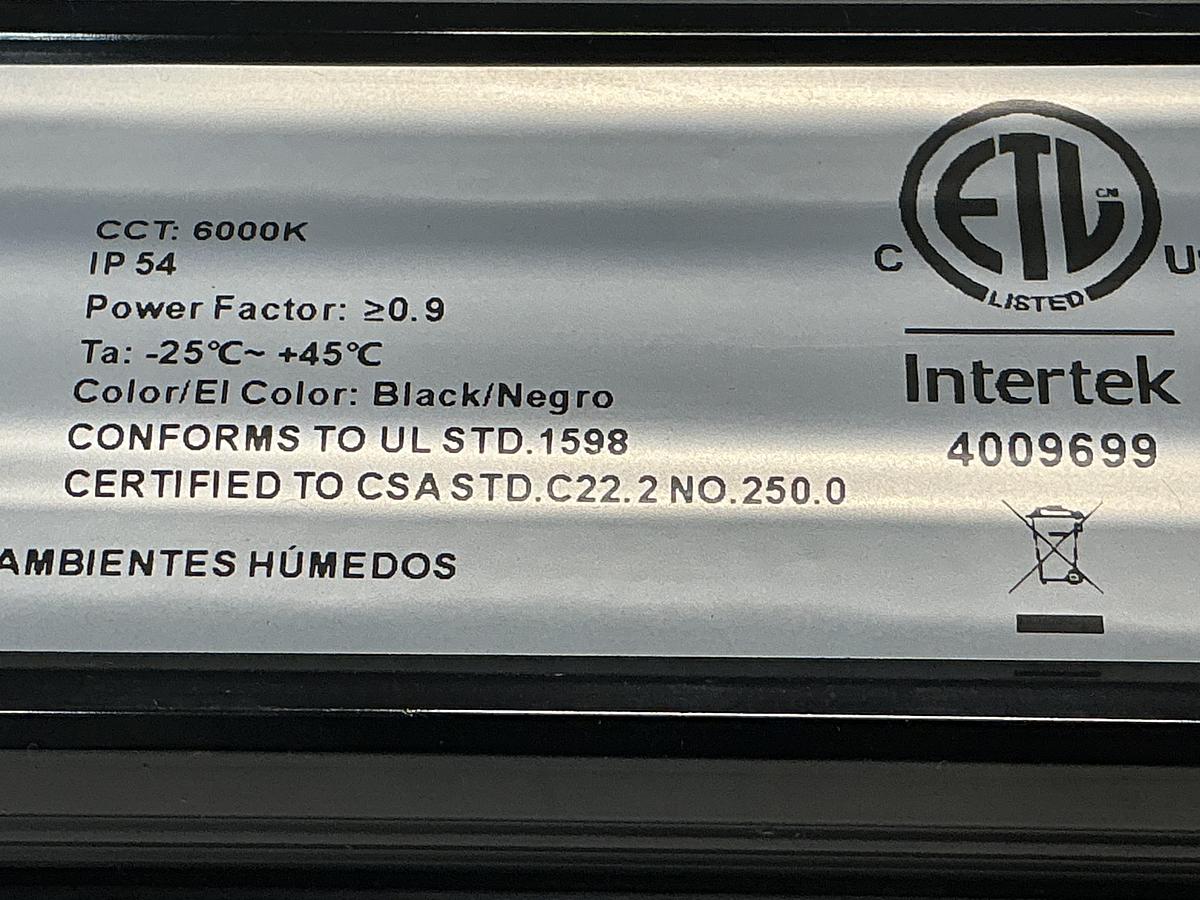 CCT: 6000K
IP 54
Power Factor: ≥0.9
Ta: -25℃~ +45℃
Color/El Color: Black/Negro
CONFORMS TO UL STD.1598
CERTIFIED TO CSA STD.C22.2 NO.250.0
AMBIENTES HÚMEDOS
ETL
CM
C
LISTED
Intertek
4009699